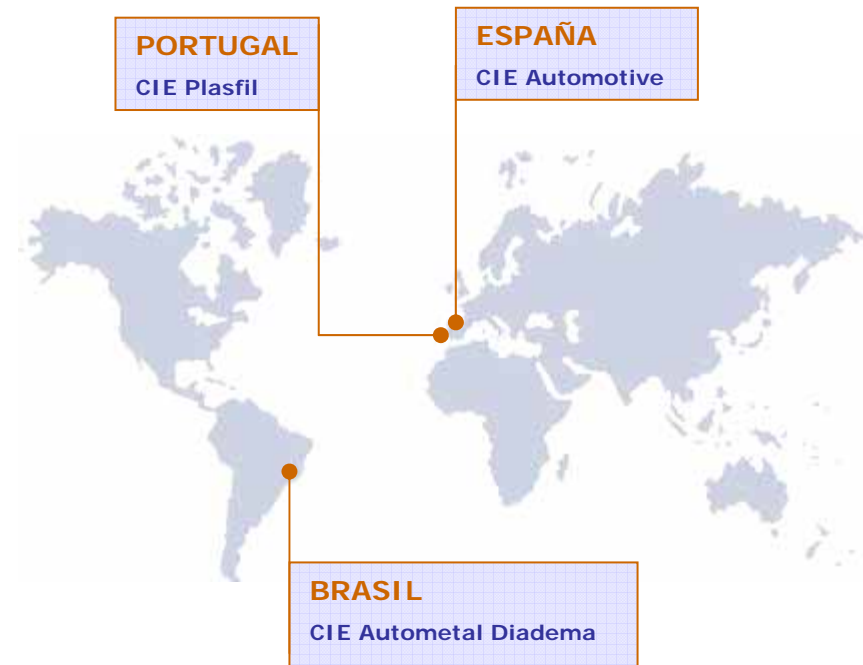 PORTUGAL
CIE Plasfil
ESPAÑA
CIE Automotive
BRASIL
CIE Autometal Diadema